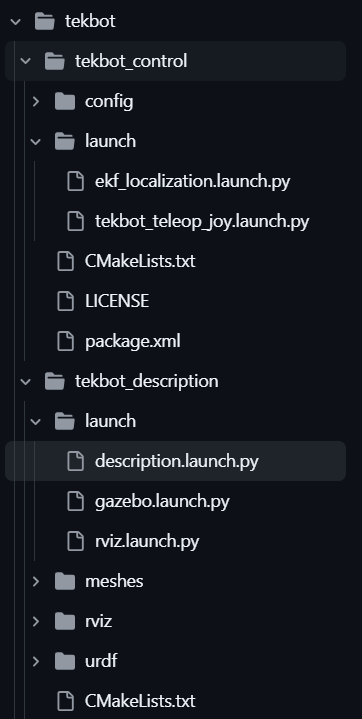 tekbot
tekbot_control
config
launch
ekf_localization.launch.py
tekbot_teleop_joy.launch.py
CMakeLists.txt
LICENSE
package.xml
tekbot_description
launch
description.launch.py
gazebo.launch.py
rviz.launch.py
meshes
rviz
urdf
CMakeLists.txt